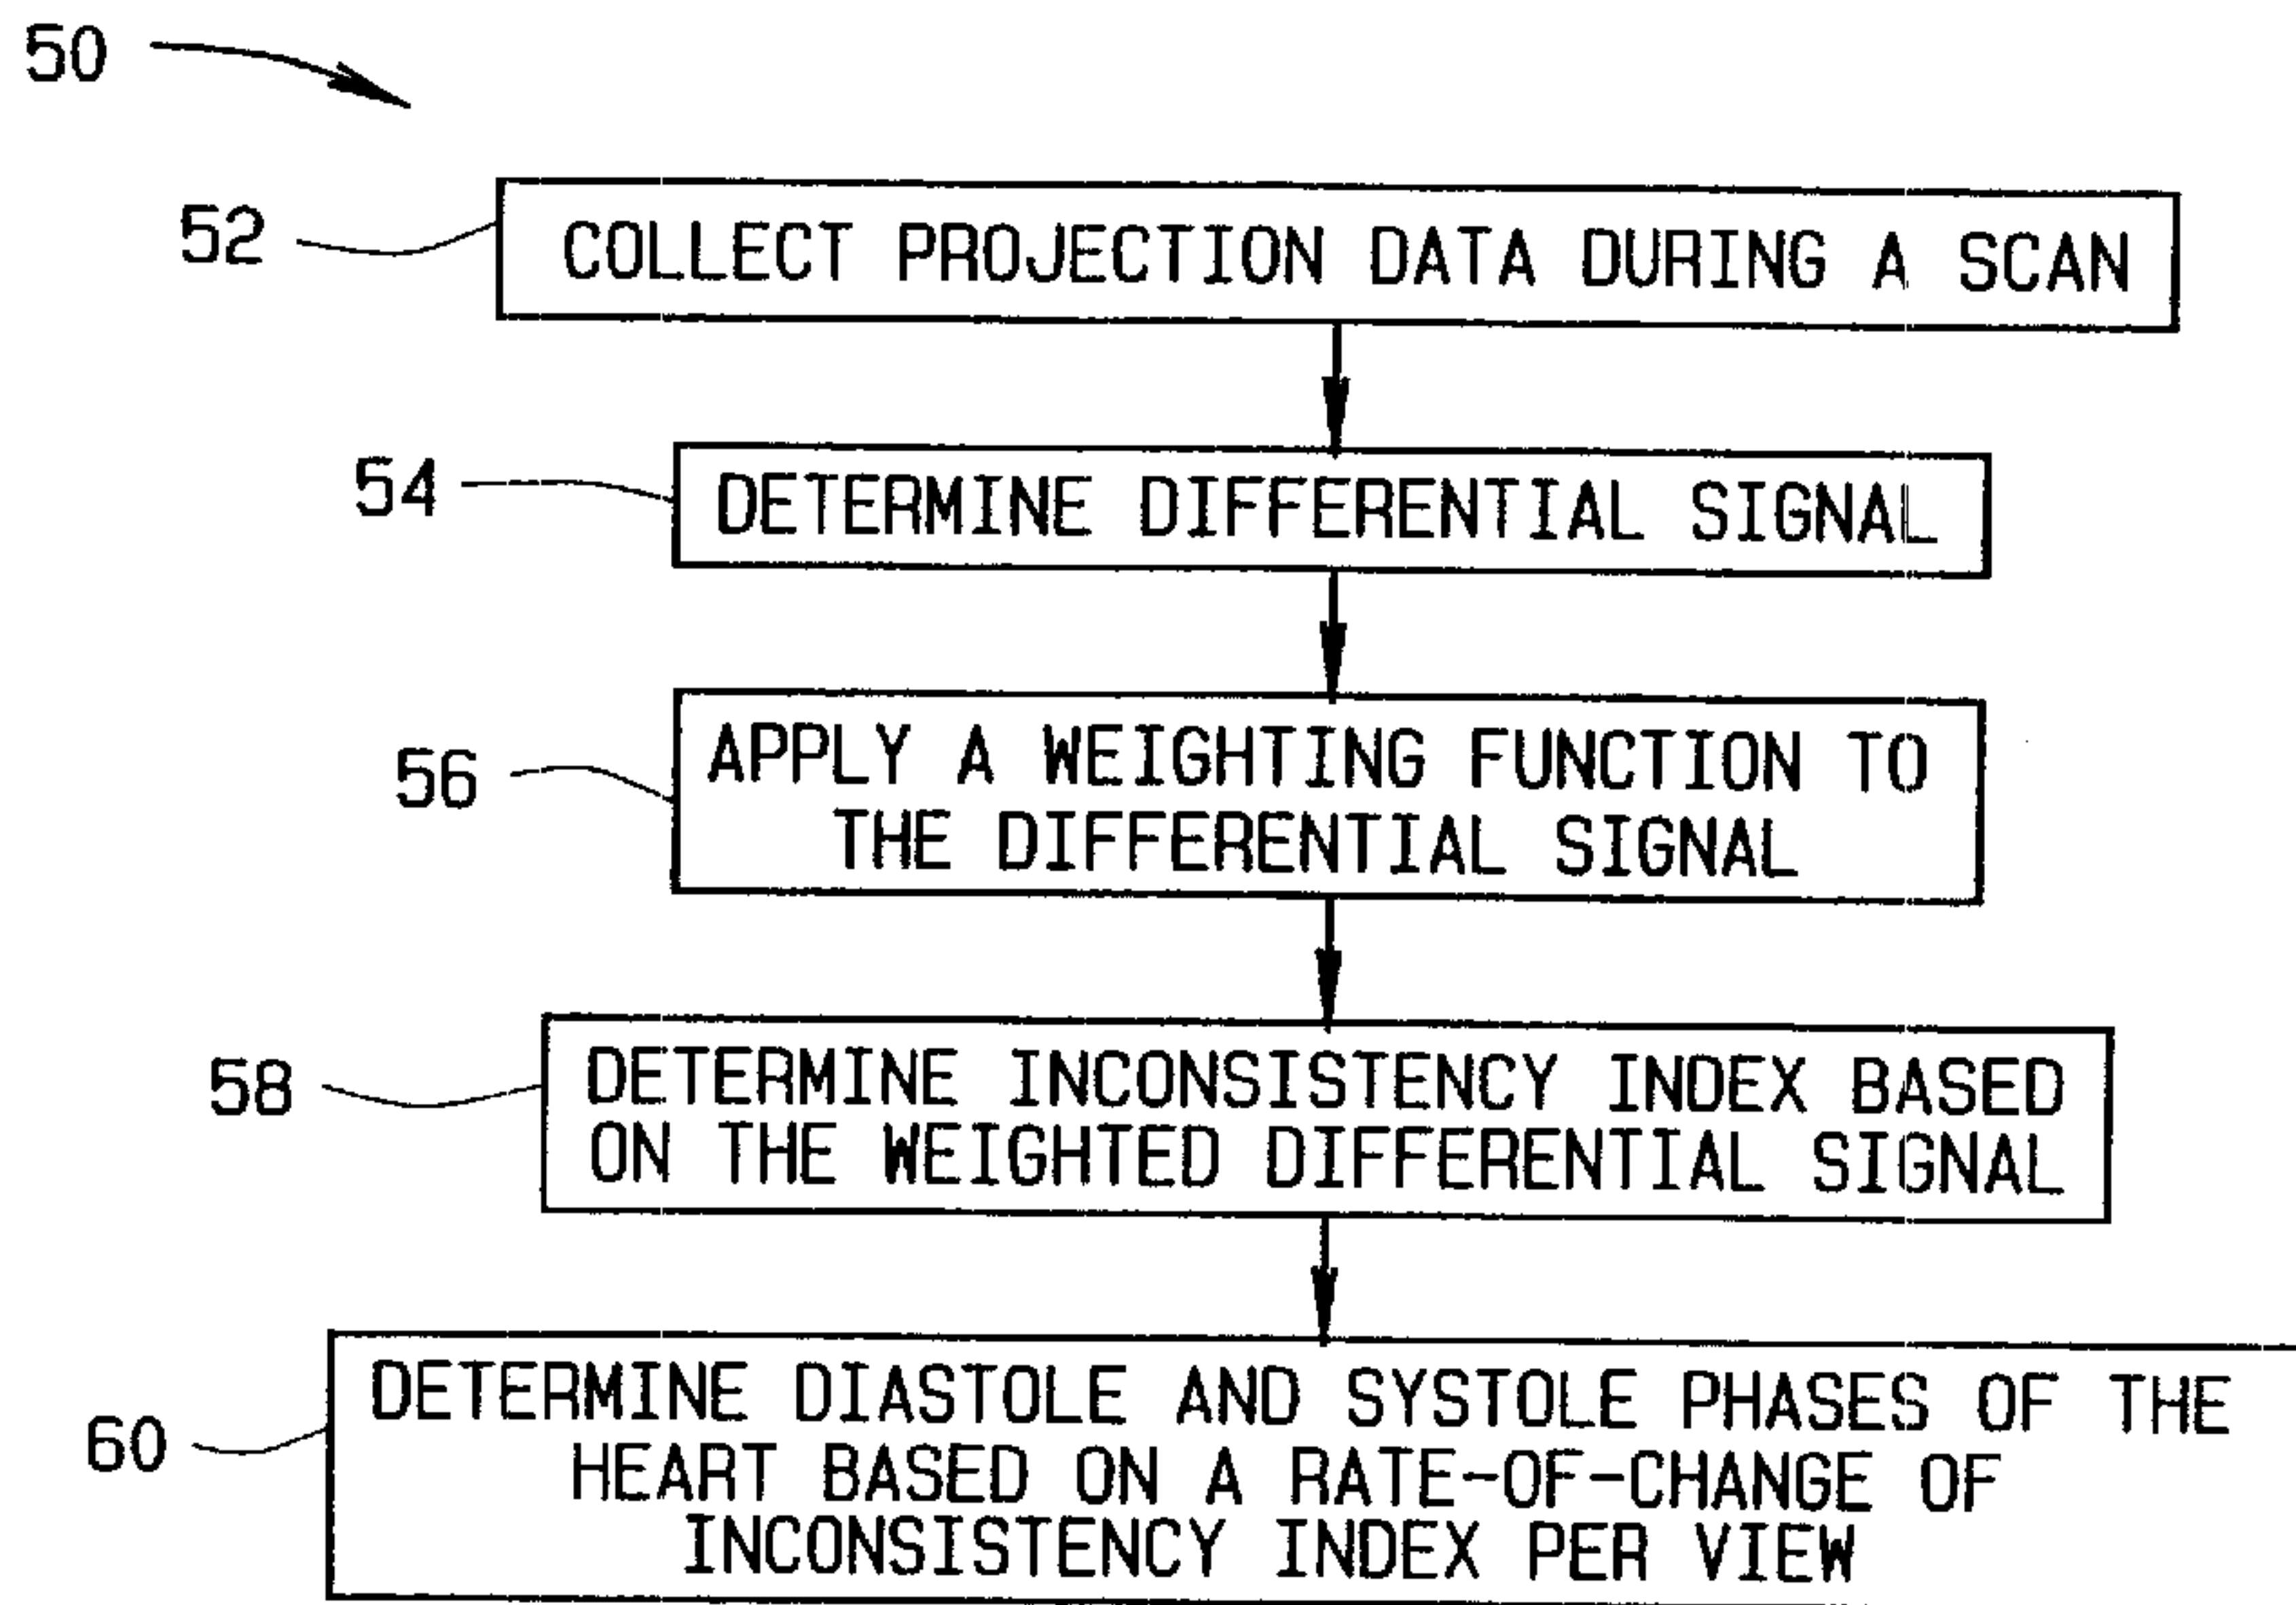 50
52
COLLECT PROJECTION DATA DURING A SCAN
54
DETERMINE DIFFERENTIAL SIGNAL
56
APPLY A WEIGHTING FUNCTION TO
THE DIFFERENTIAL SIGNAL
58
DETERMINE INCONSISTENCY INDEX BASED
ON THE WEIGHTED DIFFERENTIAL SIGNAL
60
DETERMINE DIASTOLE AND SYSTOLE PHASES OF THE
HEART BASED ON A RATE-OF-CHANGE OF
INCONSISTENCY INDEX PER VIEW